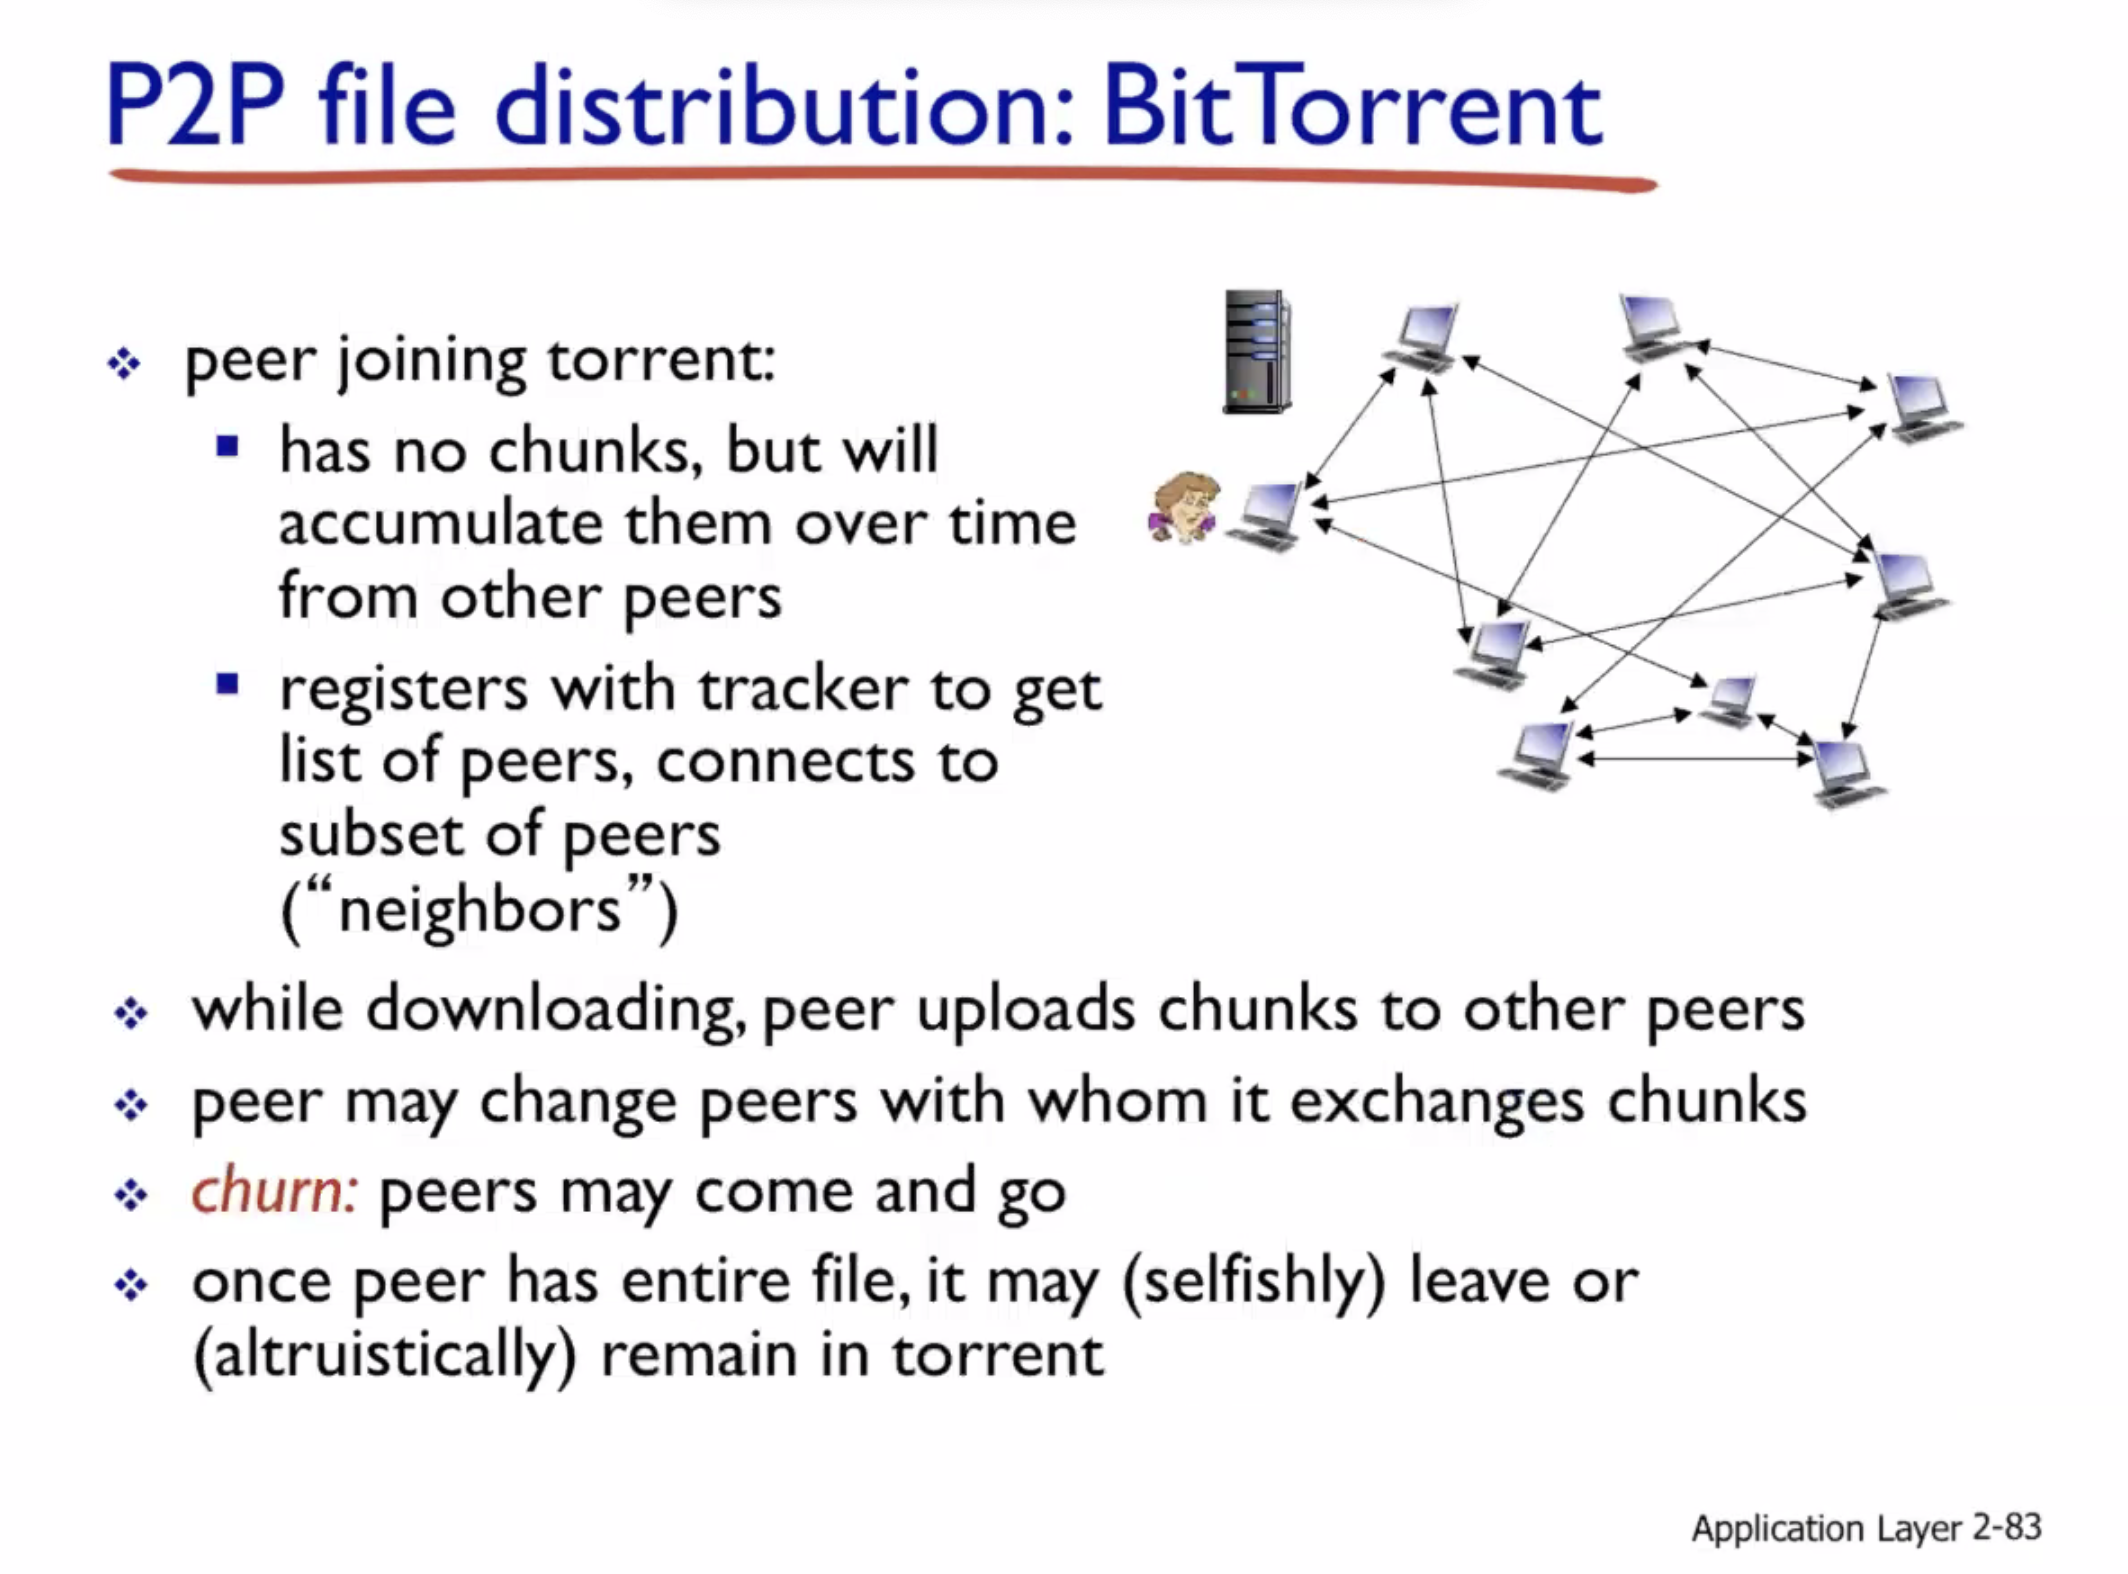 P2P file distribution: BitTorrent
peer joining torrent:
has no chunks, but will
accumulate them over time
from other peers
registers with tracker to get
list of peers, connects to
subset of peers
(“neighbors”)
while downloading, peer uploads chunks to other peers
peer may change peers with whom it exchanges chunks
churn: peers may come and go
once peer has entire file, it may (selfishly) leave or
(altruistically) remain in torrent
Application Layer 2-83